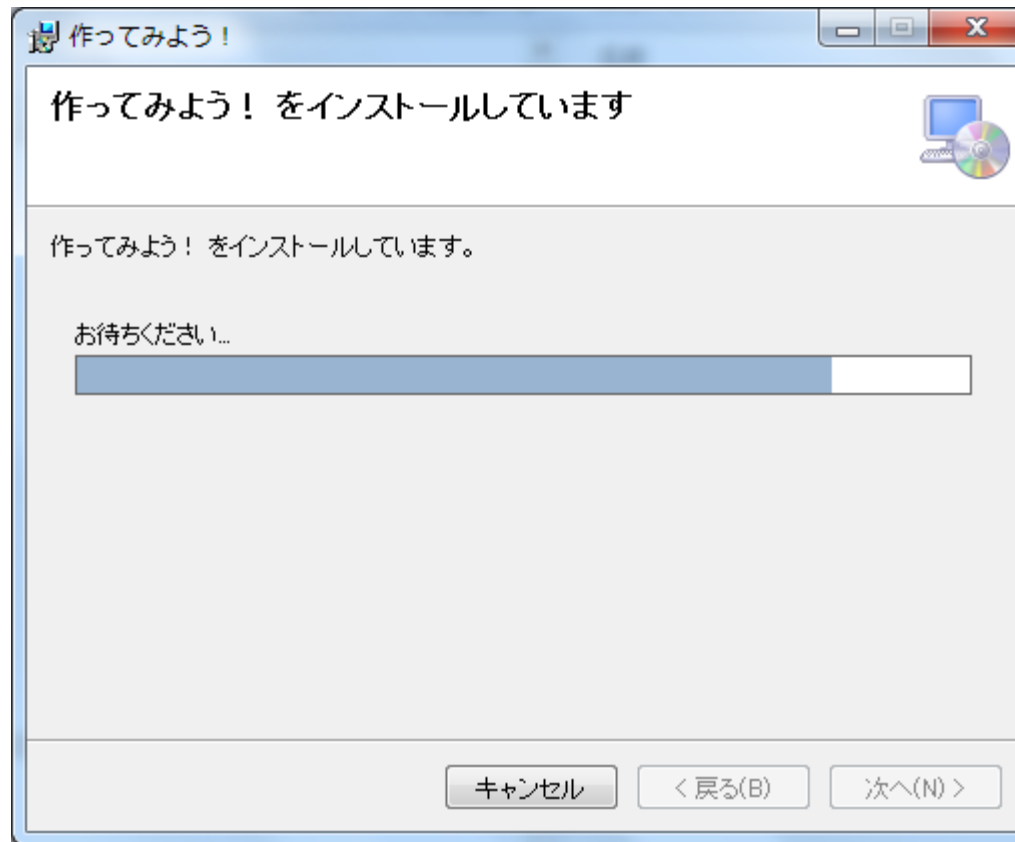 作ってみよう！
作ってみよう！ をインストールしています
作ってみよう！ をインストールしています。
お待ちください...
キャンセル
< 戻る(B)
次へ(N) >